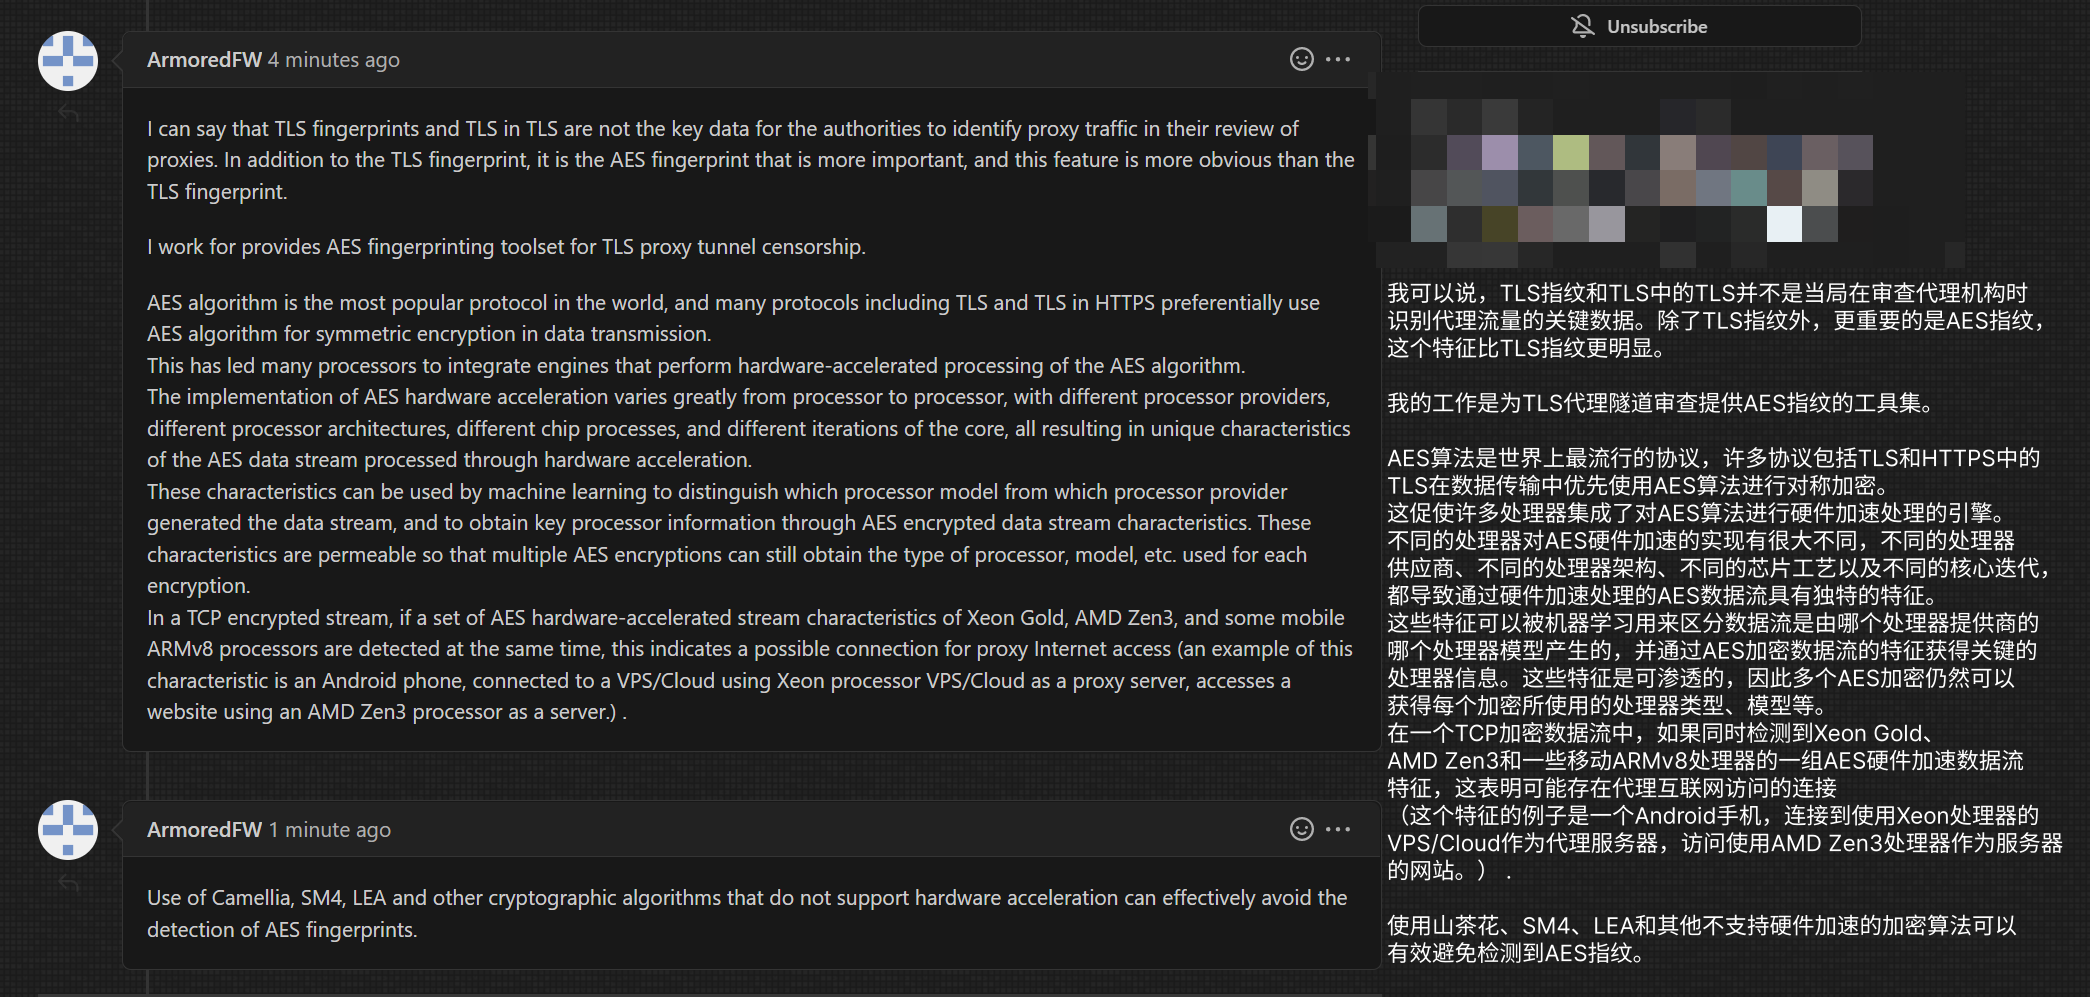 ArmoredFW 4 minutes ago
I can say that TLS fingerprints and TLS in TLS are not the key data for the authorities to identify proxy traffic in their review of
proxies. In addition to the TLS fingerprint, it is the AES fingerprint that is more important, and this feature is more obvious than the
TLS fingerprint.
I work for provides AES fingerprinting toolset for TLS proxy tunnel censorship.
AES algorithm is the most popular protocol in the world, and many protocols including TLS and TLS in HTTPS preferentially use
AES algorithm for symmetric encryption in data transmission.
This has led many processors to integrate engines that perform hardware-accelerated processing of the AES algorithm.
The implementation of AES hardware acceleration varies greatly from processor to processor, with different processor providers,
different processor architectures, different chip processes, and different iterations of the core, all resulting in unique characteristics
of the AES data stream processed through hardware acceleration.
These characteristics can be used by machine learning to distinguish which processor model from which processor provider
generated the data stream, and to obtain key processor information through AES encrypted data stream characteristics. These
characteristics are permeable so that multiple AES encryptions can still obtain the type of processor, model, etc. used for each
encryption.
In a TCP encrypted stream, if a set of AES hardware-accelerated stream characteristics of Xeon Gold, AMD Zen3, and some mobile
ARMv8 processors are detected at the same time, this indicates a possible connection for proxy Internet access (an example of this
characteristic is an Android phone, connected to a VPS/Cloud using Xeon processor VPS/Cloud as a proxy server, accesses a
website using an AMD Zen3 processor as a server.) .
ArmoredFW 1 minute ago
Use of Camellia, SM4, LEA and other cryptographic algorithms that do not support hardware acceleration can effectively avoid the
detection of AES fingerprints.
Unsubscribe
我可以说，TLS指纹和TLS中的TLS并不是当局在审查代理机构时
识别代理流量的关键数据。除了TLS指纹外，更重要的是AES指纹，
这个特征比TLS指纹更明显。
我的工作是为TLS代理隧道审查提供AES指纹的工具集。
AES算法是世界上最流行的协议，许多协议包括TLS和HTTPS中的
TLS在数据传输中优先使用AES算法进行对称加密。
这促使许多处理器集成了对AES算法进行硬件加速处理的引擎。
不同的处理器对AES硬件加速的实现有很大不同，不同的处理器
供应商、不同的处理器架构、不同的芯片工艺以及不同的核心迭代，
都导致通过硬件加速处理的AES数据流具有独特的特征。
这些特征可以被机器学习用来区分数据流是由哪个处理器提供商的
哪个处理器模型产生的，并通过AES加密数据流的特征获得关键的
处理器信息。这些特征是可渗透的，因此多个AES加密仍然可以
获得每个加密所使用的处理器类型、模型等。
在一个TCP加密数据流中，如果同时检测到Xeon Gold、
AMD Zen3和一些移动ARMv8处理器的一组AES硬件加速数据流
特征，这表明可能存在代理互联网访问的连接
（这个特征的例子是一个Android手机，连接到使用Xeon处理器的
VPS/Cloud作为代理服务器，访问使用AMD Zen3处理器作为服务器
的网站。） .
使用山茶花、SM4、LEA和其他不支持硬件加速的加密算法可以
有效避免检测到AES指纹。